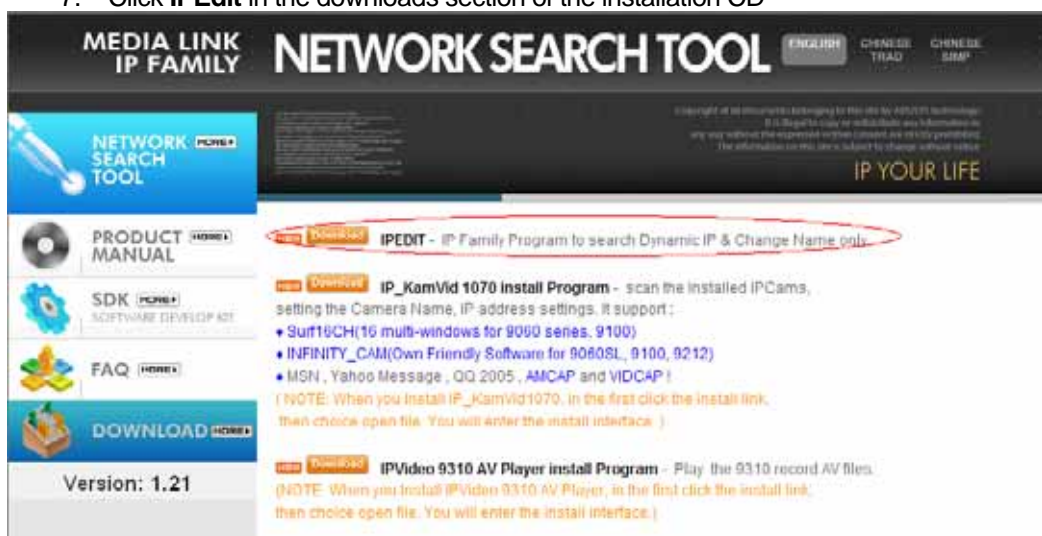 7. Click IPEdit in the downloads section of the installation CD
MEDIA LINK
IP FAMILY
NETWORK SEARCH TOOL
ENGLISH
CHINESE
TRAD
CHINESE
SIMP
NETWORK MORE
SEARCH
TOOL
IP YOUR LIFE
PRODUCT MORE
MANUAL
SDK MORE
SOFTWARE DEVELOP KIT
FAQ MORE
DOWNLOAD MORE
Version: 1.21
Download IPEDIT - IP Family Program to search Dynamic IP & Change Name only.
Download IP_KamVid 1070 install Program - scan the installed IPCams,
setting the Camera Name, IP address settings. It support :
• Surf16CH(16 multi-windows for 9060 series, 9100)
• INFINITY_CAM(Own Friendly Software for 9060SL, 9100, 9212)
• MSN , Yahoo Message , QQ 2005 , AMCAP and VIDCAP !
( NOTE: When you install IP_KamVid1070, in the first click the install link,
then choice open file. You will enter the install interface. )
Download IPVideo 9310 AV Player install Program - Play the 9310 record AV files.
(NOTE: When you install IPVideo 9310 AV Player, in the first click the install link,
then choice open file. You will enter the install interface.)